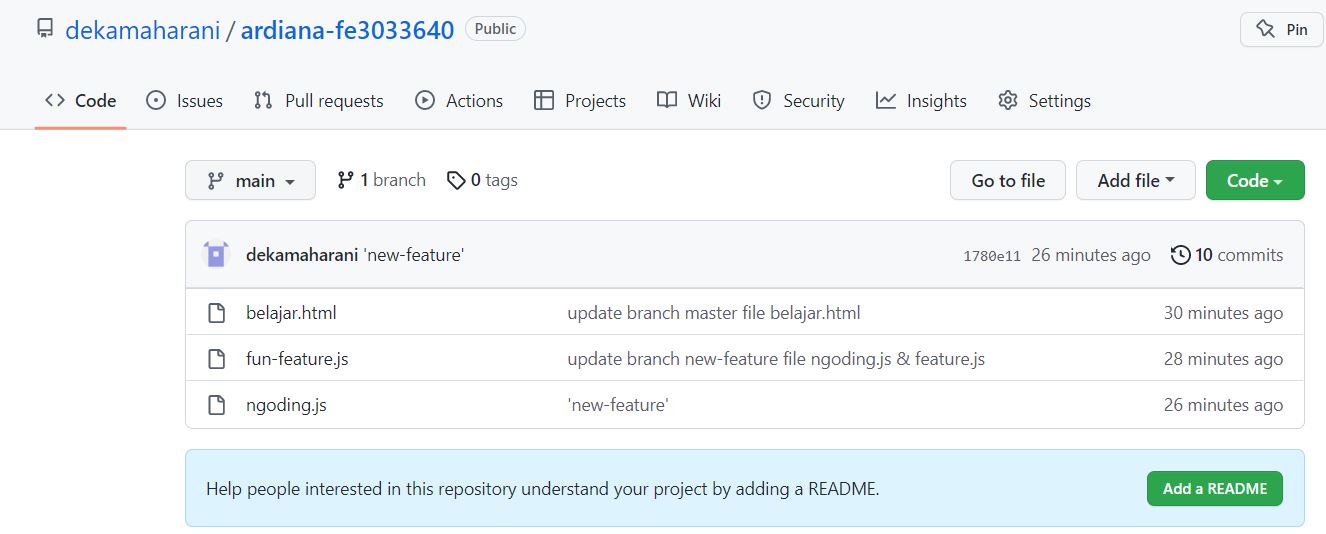 dekamaharani / ardiana-fe3033640 Public Pin
Code Issues Pull requests Actions Projects Wiki Security Insights Settings
main 1 branch 0 tags Go to file Add file Code
dekamaharani 'new-feature' 1780e11 26 minutes ago 10 commits
belajar.html update branch master file belajar.html 30 minutes ago
fun-feature.js update branch new-feature file ngoding.js & feature.js 28 minutes ago
ngoding.js 'new-feature' 26 minutes ago
Help people interested in this repository understand your project by adding a README. Add a README